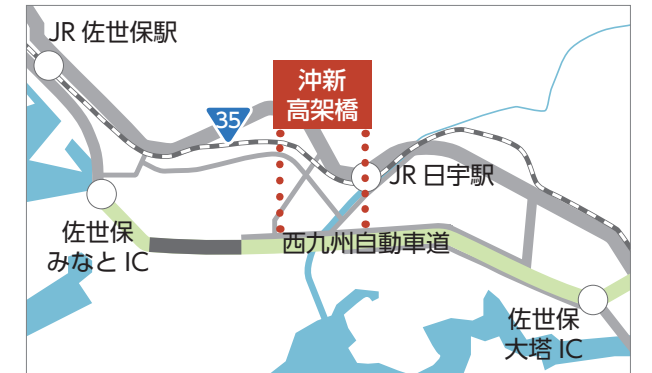 JR 佐世保駅
沖新
高架橋
35
JR 日宇駅
佐世保
みなと IC
西九州自動車道
佐世保
大塔 IC